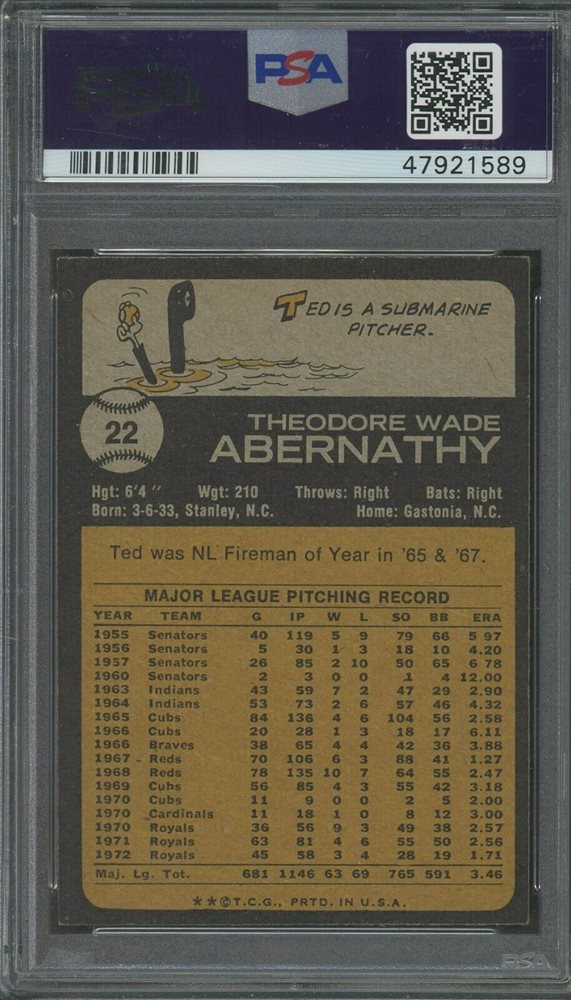 PSA
PSA
47921589
TED IS A SUBMARINE
PITCHER.
22
THEODORE WADE
ABERNATHY
Hgt: 6'4" Wgt: 210 Throws: Right Bats: Right
Born: 3-6-33, Stanley, N.C. Home: Gastonia, N.C.
Ted was NL Fireman of Year in '65 & '67.
MAJOR LEAGUE PITCHING RECORD
YEAR TEAM G IP W L SO BB ERA
1955 Senators 40 119 5 9 79 66 5 97
1956 Senators 5 30 1 3 18 10 4.20
1957 Senators 26 85 2 10 50 65 6 78
1960 Senators 2 3 0 0 1 4 12.00
1963 Indians 43 59 7 2 47 29 2.90
1964 Indians 53 73 2 6 57 46 4.32
1965 Cubs 84 136 4 6 104 56 2.58
1966 Cubs 20 28 1 3 18 17 6.11
1966 Braves 38 65 4 4 42 36 3.88
1967 Reds 70 106 6 3 88 41 1.27
1968 Reds 78 135 10 7 64 55 2.47
1969 Cubs 56 85 4 3 55 42 3.18
1970 Cubs 11 9 0 0 2 5 2.00
1970 Cardinals 11 18 1 0 8 12 3.00
1970 Royals 36 56 9 3 49 38 2.57
1971 Royals 63 81 4 6 55 50 2.56
1972 Royals 45 58 3 4 28 19 1.71
Maj. Lg. Tot. 681 1146 63 69 765 591 3.46
★★©T.C.G., PRTD. IN U.S.A.
PSA